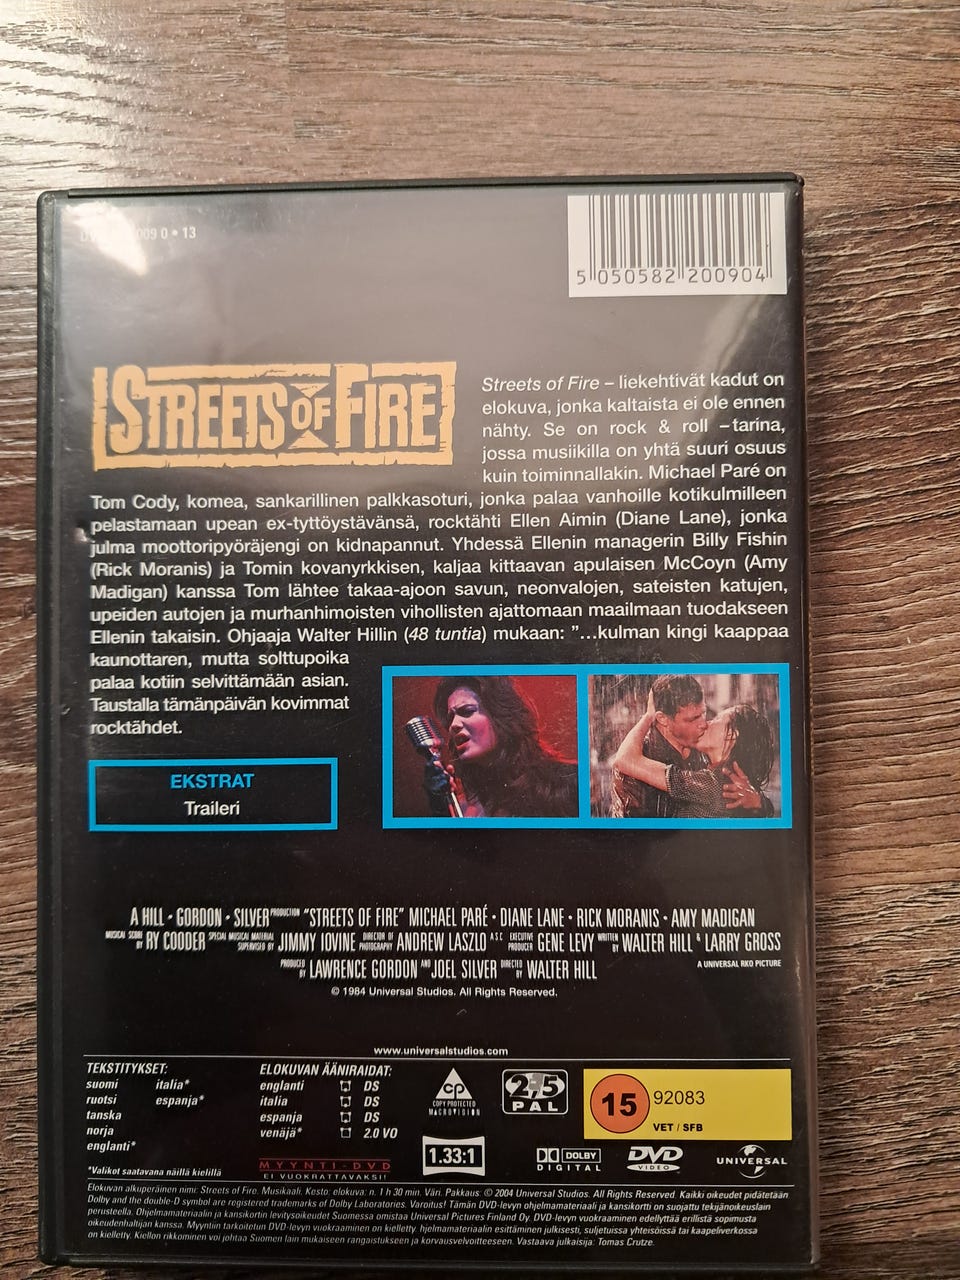 009 0 • 13
5 050582 200904
STREETS OF FIRE
Streets of Fire – liekehtivät kadut on
elokuva, jonka kaltaista ei ole ennen
nähty. Se on rock & roll –tarina,
jossa musiikilla on yhtä suuri osuus
kuin toiminnallakin. Michael Paré on
Tom Cody, komea, sankarillinen palkkasoturi, jonka palaa vanhoille kotikulmilleen
pelastamaan upean ex-tyttöystävänsä, rocktähti Ellen Aimin (Diane Lane), jonka
julma moottoripyöräjengi on kidnapannut. Yhdessä Ellenin managerin Billy Fishin
(Rick Moranis) ja Tomin kovanyrkkisen, kaljaa kittaavan apulaisen McCoyn (Amy
Madigan) kanssa Tom lähtee takaa-ajoon savun, neonvalojen, sateisten katujen,
upeiden autojen ja murhanhimoisten vihollisten ajattomaan maailmaan tuodakseen
Ellenin takaisin. Ohjaaja Walter Hillin (48 tuntia) mukaan: ”...kulman kingi kaappaa
kaunottaren, mutta solttupoika
palaa kotiin selvittämään asian.
Taustalla tämänpäivän kovimmat
rocktähdet.
EKSTRAT
Traileri
A HILL • GORDON • SILVER PRODUCTION "STREETS OF FIRE" MICHAEL PARÉ • DIANE LANE • RICK MORANIS • AMY MADIGAN
MUSICAL SCORE BY RY COODER SPECIAL MUSICAL MATERIAL SUPERVISED BY JIMMY IOVINE DIRECTOR OF PHOTOGRAPHY ANDREW LASZLO A.S.C. EXECUTIVE PRODUCER GENE LEVY WRITTEN BY WALTER HILL & LARRY GROSS
PRODUCED BY LAWRENCE GORDON AND JOEL SILVER DIRECTED BY WALTER HILL A UNIVERSAL RKO PICTURE
© 1984 Universal Studios. All Rights Reserved.
www.universalstudios.com
TEKSTITYKSET:
suomi italia*
ruotsi espanja*
tanska
norja
englanti*
*Valikot saatavana näillä kielillä
ELOKUVAN ÄÄNIRAIDAT:
englanti DS
italia DS
espanja DS
venäjä* 2.0 VO
MYYNTI-DVD
EI VUOKRATTAVAKSI!
CP
COPY PROTECTED
MACROVISION
2,5
PAL
15 92083
VET / SFB
1.33:1
DOLBY
DIGITAL
DVD
VIDEO
UNIVERSAL
Elokuvan alkuperäinen nimi: Streets of Fire. Musikaali. Kesto: elokuva: n. 1 h 30 min. Väri. Pakkaus © 2004 Universal Studios. All Rights Reserved. Kaikki oikeudet pidätetään
Dolby and the double-D symbol are registered trademarks of Dolby Laboratories. Varoitus! Tämän DVD-levyn ohjelmamateriaali ja kansikortti on suojattu tekijänoikeuslain
perusteella. Ohjelmamateriaalin ja kansikortin levitysoikeudet Suomessa omistaa Universal Pictures Finland Oy. DVD-levyn vuokraaminen edellyttää erillistä sopimusta
oikeudenhaltijan kanssa. Myyntiin tarkoitetun DVD-levyn vuokraaminen on kielletty. hjelmamateriaalin esittäminen julkisesti, suljetuissa yhteisöissä tai kaapeliverkossa
on kielletty. Kiellon rikkominen voi johtaa Suomen lain mukaiseen rangaistukseen ja korvausvelvoitteeseen. Vastaava julkaisija: Tomas Crutze.